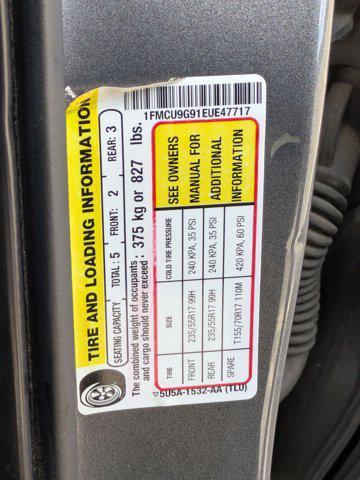 TIRE AND LOADING INFORMATION
SEATING CAPACITY TOTAL: 5 FRONT: 2 REAR: 3
The combined weight of occupants
and cargo should never exceed : 375 kg or 827 lbs.
TIRE SIZE COLD TIRE PRESSURE
FRONT 235/55R17 99H 240 KPA, 35 PSI
REAR 235/55R17 99H 240 KPA, 35 PSI
SPARE T155/70R17 110M 420 KPA, 60 PSI
SEE OWNERS
MANUAL FOR
ADDITIONAL
INFORMATION
1FMCU9G91EUE47717
5U5A-1532-AA (TLU)